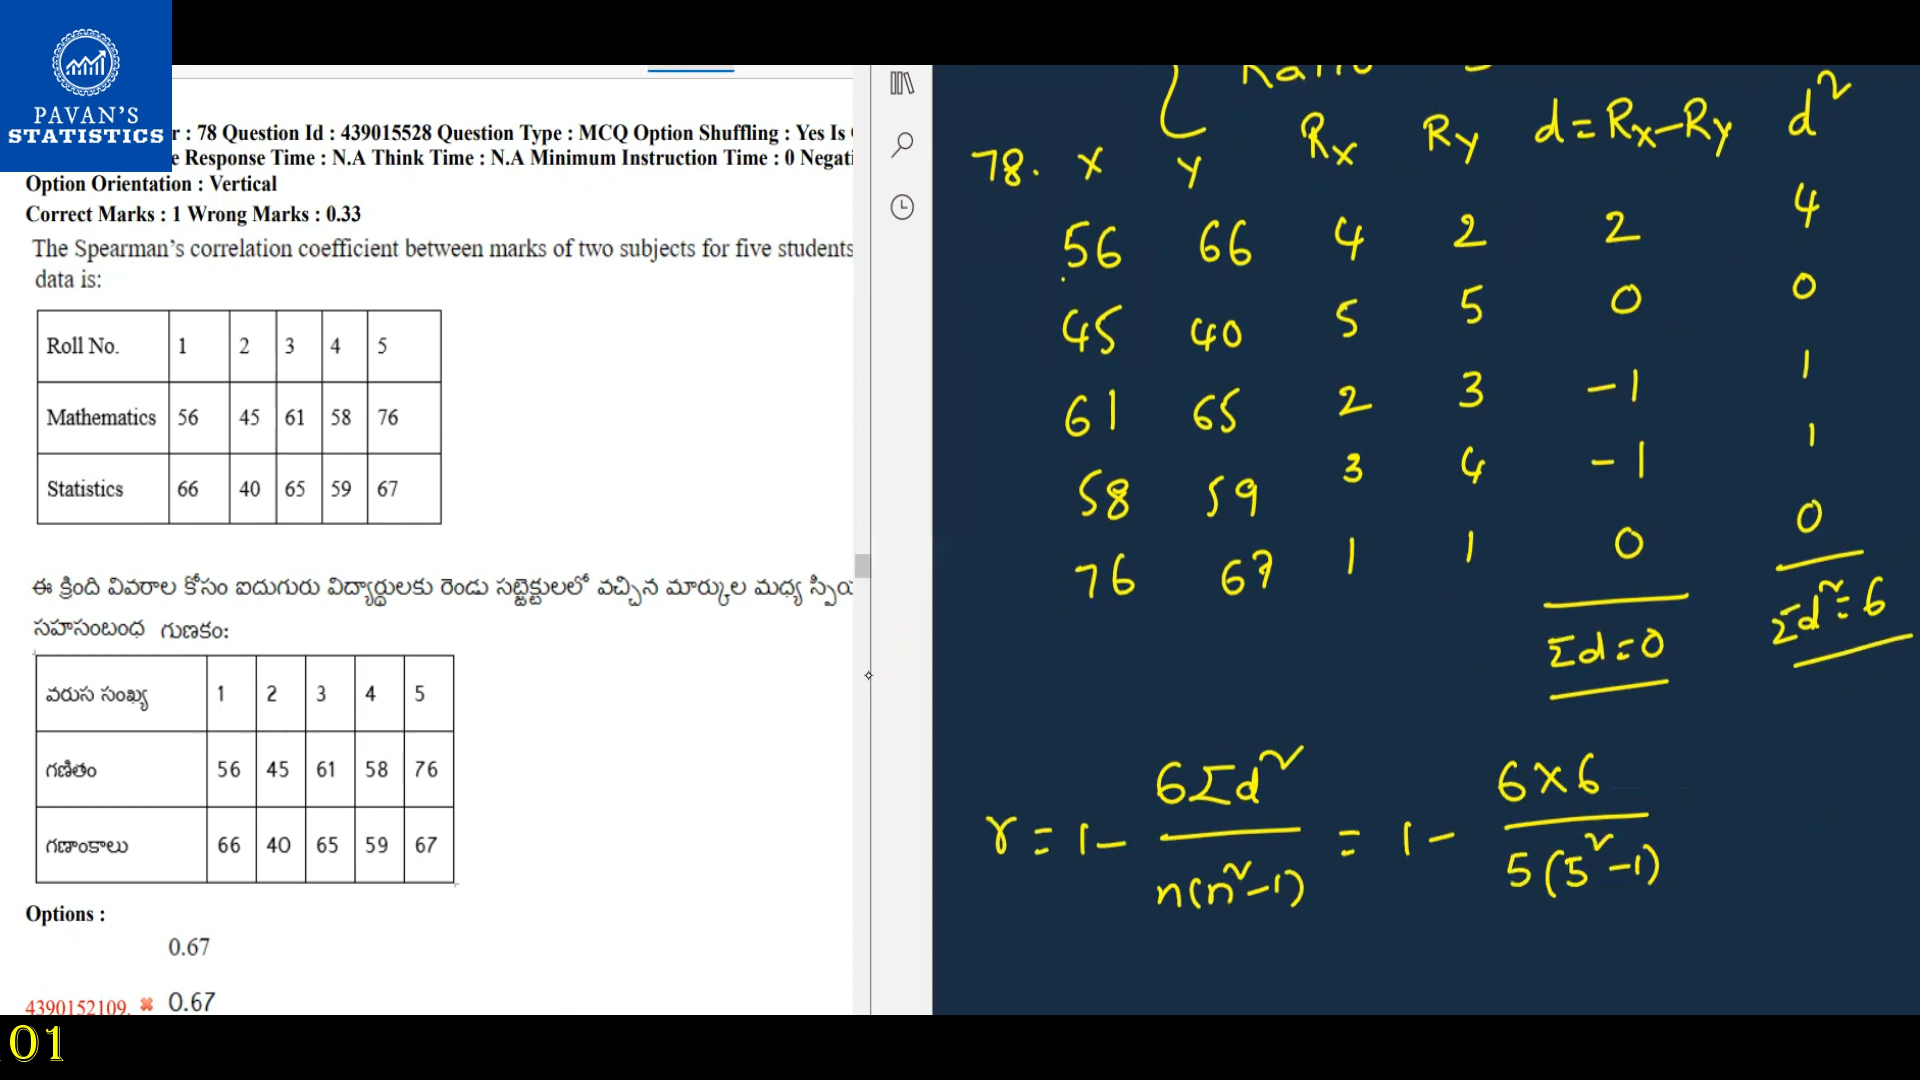 PAVAN'S
STATISTICS
r : 78 Question Id : 439015528 Question Type : MCQ Option Shuffling : Yes Is
e Response Time : N.A Think Time : N.A Minimum Instruction Time : 0 Negati
Option Orientation : Vertical
Correct Marks : 1 Wrong Marks : 0.33
The Spearman's correlation coefficient between marks of two subjects for five students
data is:
Roll No. 1 2 3 4 5
Mathematics 56 45 61 58 76
Statistics 66 40 65 59 67
ఈ క్రింది వివరాల కోసం ఐదుగురు విద్యార్థులకు రెండు సబ్జెక్టులలో వచ్చిన మార్కుల మధ్య స్పియ
సహసంబంధ గుణకం:
వరుస సంఖ్య 1 2 3 4 5
గణితం 56 45 61 58 76
గణాంకాలు 66 40 65 59 67
Options :
0.67
4390152109. ✖ 0.67
01
Ratio
78. x y Rx Ry d=Rx-Ry d²
56 66 4 2 2 4
45 40 5 5 0 0
61 65 2 3 -1 1
58 59 3 4 -1 1
76 67 1 1 0 0
Σd=0 Σd²=6
r = 1 - 6Σd² / n(n²-1) = 1 - 6×6 / 5(5²-1)